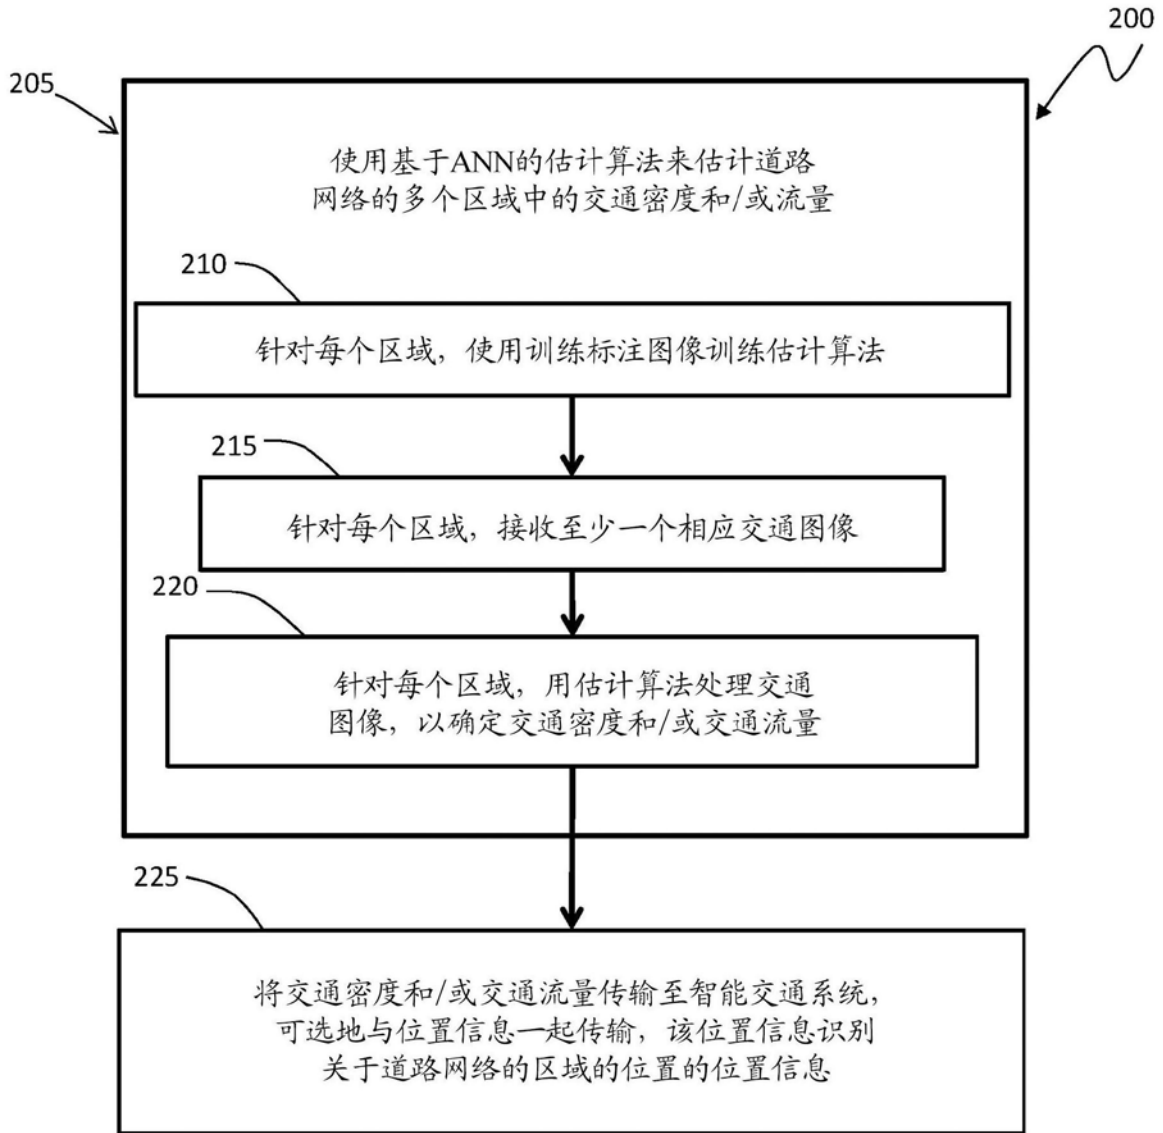 200
205
使用基于ANN的估计算法来估计道路
网络的多个区域中的交通密度和/或流量
210
针对每个区域，使用训练标注图像训练估计算法
215
针对每个区域，接收至少一个相应交通图像
220
针对每个区域，用估计算法处理交通
图像，以确定交通密度和/或交通流量
225
将交通密度和/或交通流量传输至智能交通系统，
可选地与位置信息一起传输，该位置信息识别
关于道路网络的区域的位置的位置信息